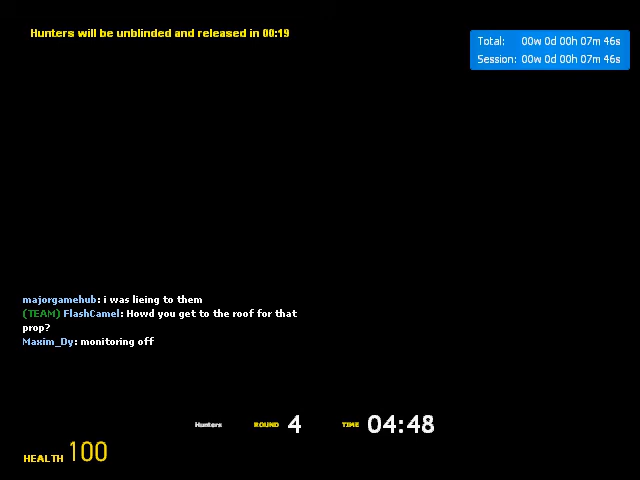 Hunters will be unblinded and released in 00:19
Total: 00w 0d 00h 07m 46s
Session: 00w 0d 00h 07m 46s
majorgamehub: i was lieing to them
(TEAM) FlashCamel: Howd you get to the roof for that
prop?
Maxim_Dy: monitoring off
Hunters ROUND 4 TIME 04:48
HEALTH 100